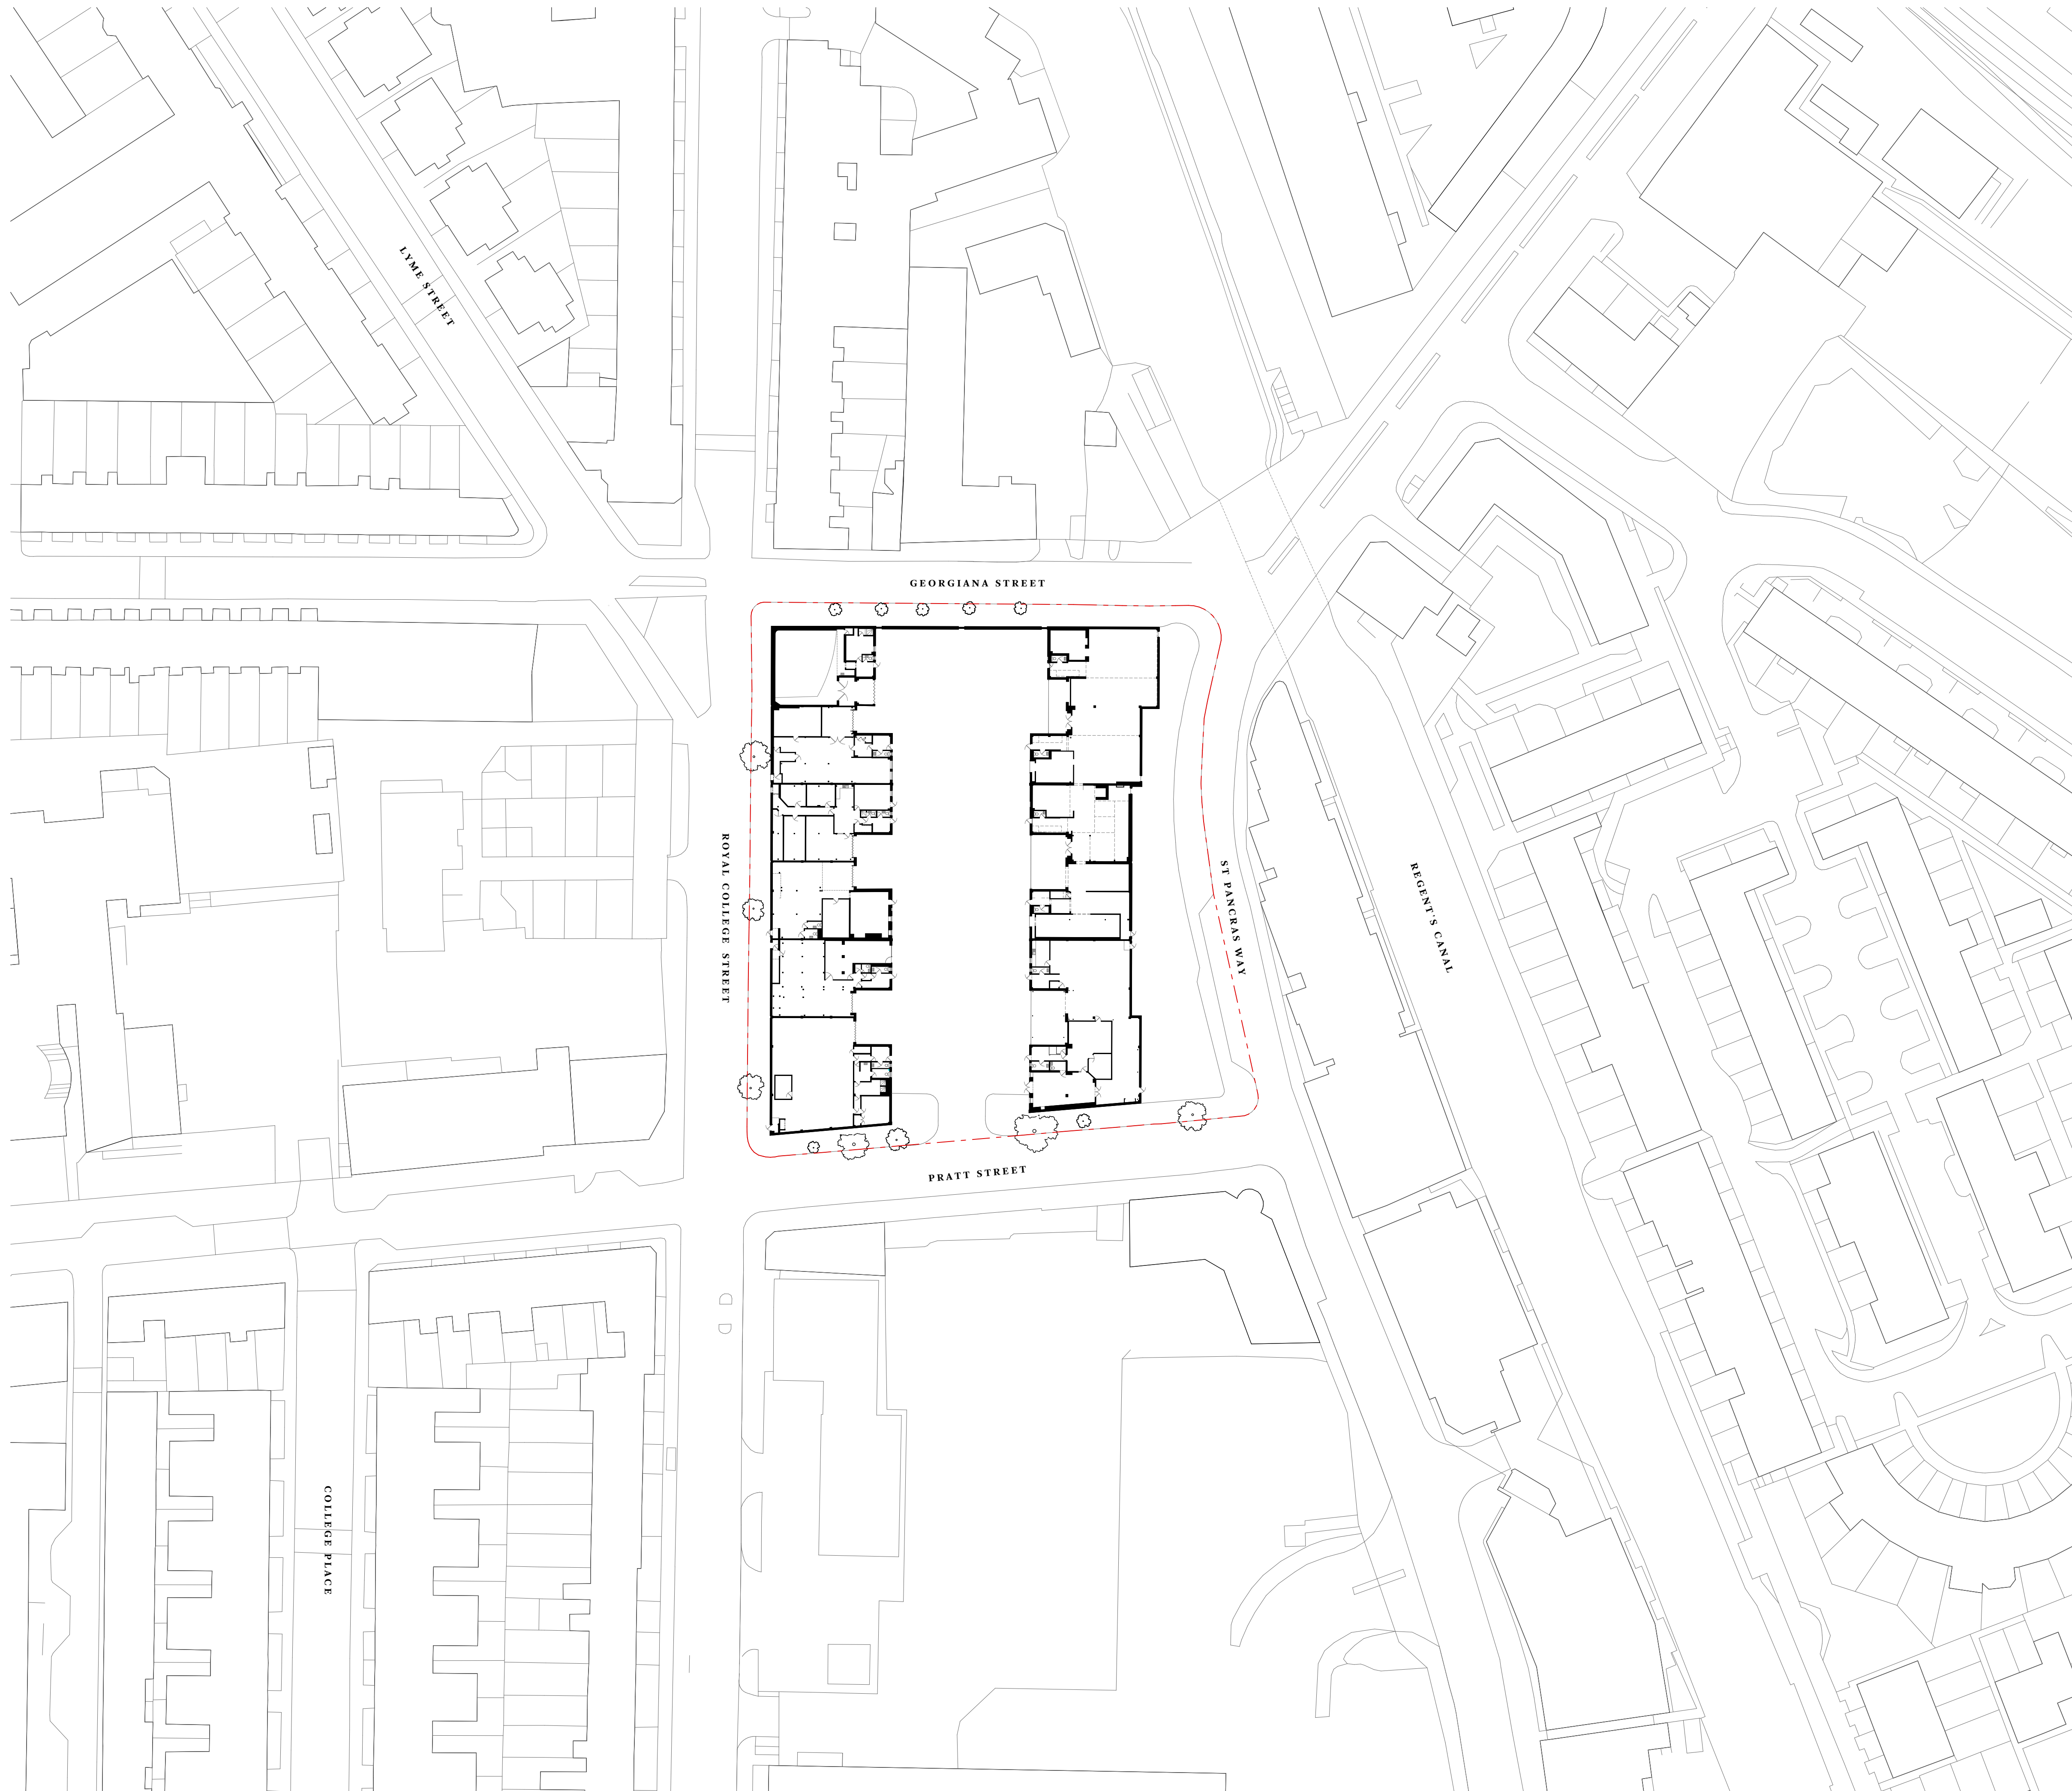 LYME STREET
GEORGIANA STREET
ROYAL COLLEGE STREET
ST PANCRAS WAY
REGENT'S CANAL
PRATT STREET
COLLEGE PLACE